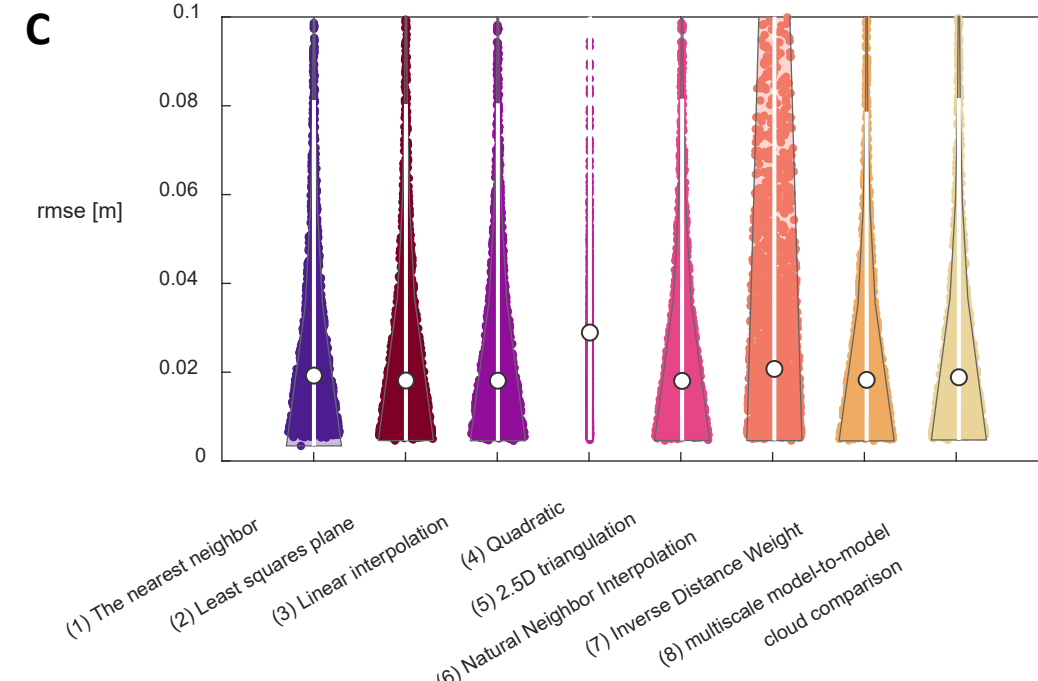 C
0.1
0.08
0.06
rmse [m]
0.04
0.02
0
(1) The nearest neighbor
(2) Least squares plane
(3) Linear interpolation
(4) Quadratic
(5) 2.5D triangulation
(6) Natural Neighbor Interpolation
(7) Inverse Distance Weight
(8) multiscale model-to-model
cloud comparison